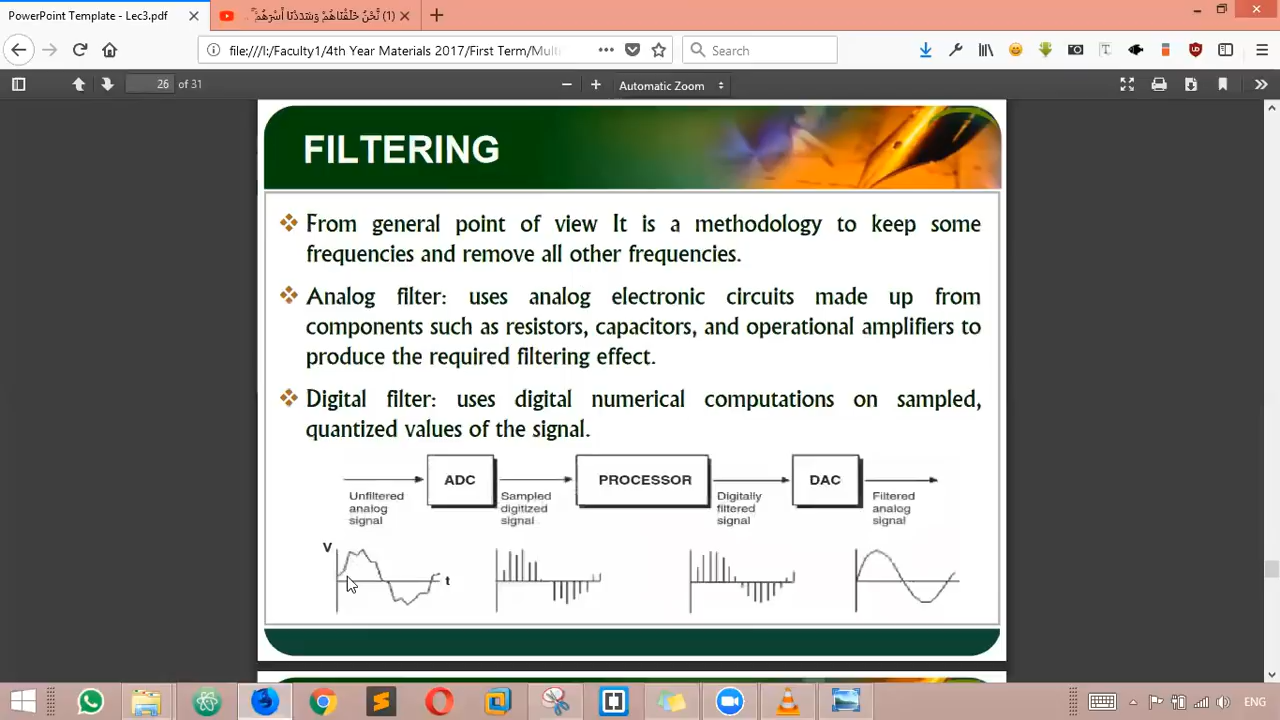 PowerPoint Template - Lec3.pdf
(1) نَّحْنُ خَلَقْنَاهُمْ وَشَدَدْنَا أَسْرَهُمْ
file:///I:/Faculty1/4th Year Materials 2017/First Term/Mult
Search
26 of 31
Automatic Zoom
FILTERING
From general point of view It is a methodology to keep some
frequencies and remove all other frequencies.
Analog filter: uses analog electronic circuits made up from
components such as resistors, capacitors, and operational amplifiers to
produce the required filtering effect.
Digital filter: uses digital numerical computations on sampled,
quantized values of the signal.
ADC
PROCESSOR
DAC
Unfiltered
analog
signal
Sampled
digitized
signal
Digitally
filtered
signal
Filtered
analog
signal
V
t
ENG